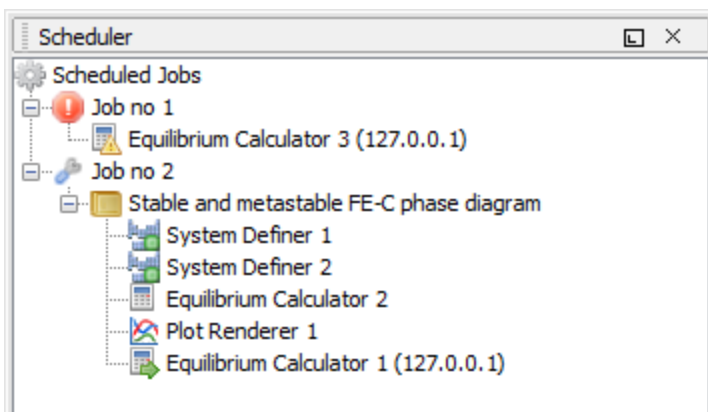 Scheduler
Scheduled Jobs
Job no 1
Equilibrium Calculator 3 (127.0.0.1)
Job no 2
Stable and metastable FE-C phase diagram
System Definer 1
System Definer 2
Equilibrium Calculator 2
Plot Renderer 1
Equilibrium Calculator 1 (127.0.0.1)